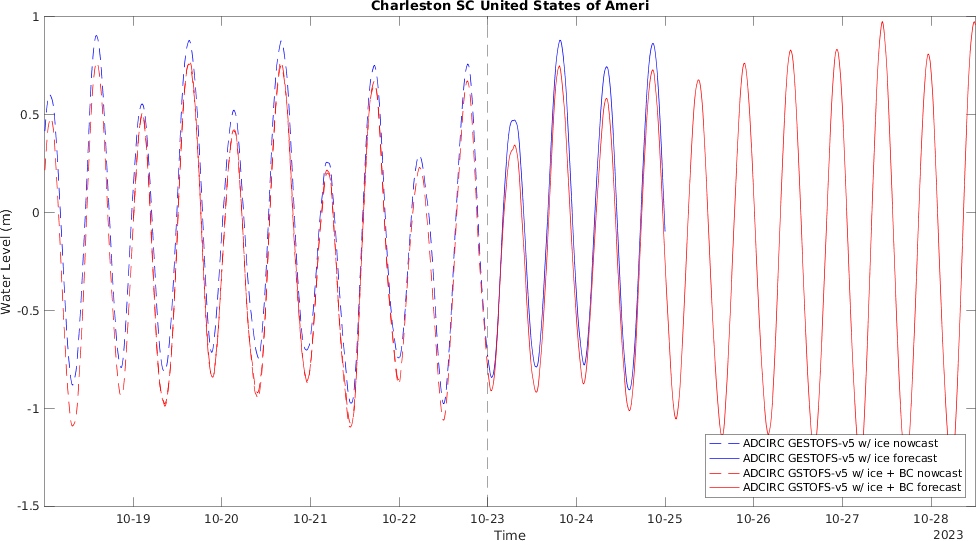 Charleston SC United States of Ameri
1
0.5
0
-0.5
-1
-1.5
Water Level (m)
10-19 10-20 10-21 10-22 10-23 10-24 10-25 10-26 10-27 10-28
Time
2023
ADCIRC GESTOFS-v5 w/ ice nowcast
ADCIRC GESTOFS-v5 w/ ice forecast
ADCIRC GSTOFS-v5 w/ ice + BC nowcast
ADCIRC GSTOFS-v5 w/ ice + BC forecast